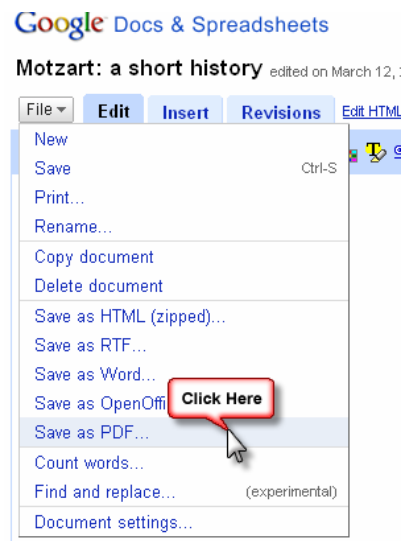 Google Docs & Spreadsheets
Motzart: a short history edited on March 12,
File Edit Insert Revisions Edit HTML
New
Save Ctrl-S
Print...
Rename...
Copy document
Delete document
Save as HTML (zipped)...
Save as RTF...
Save as Word...
Save as OpenOffi
Click Here
Save as PDF...
Count words...
Find and replace... (experimental)
Document settings...